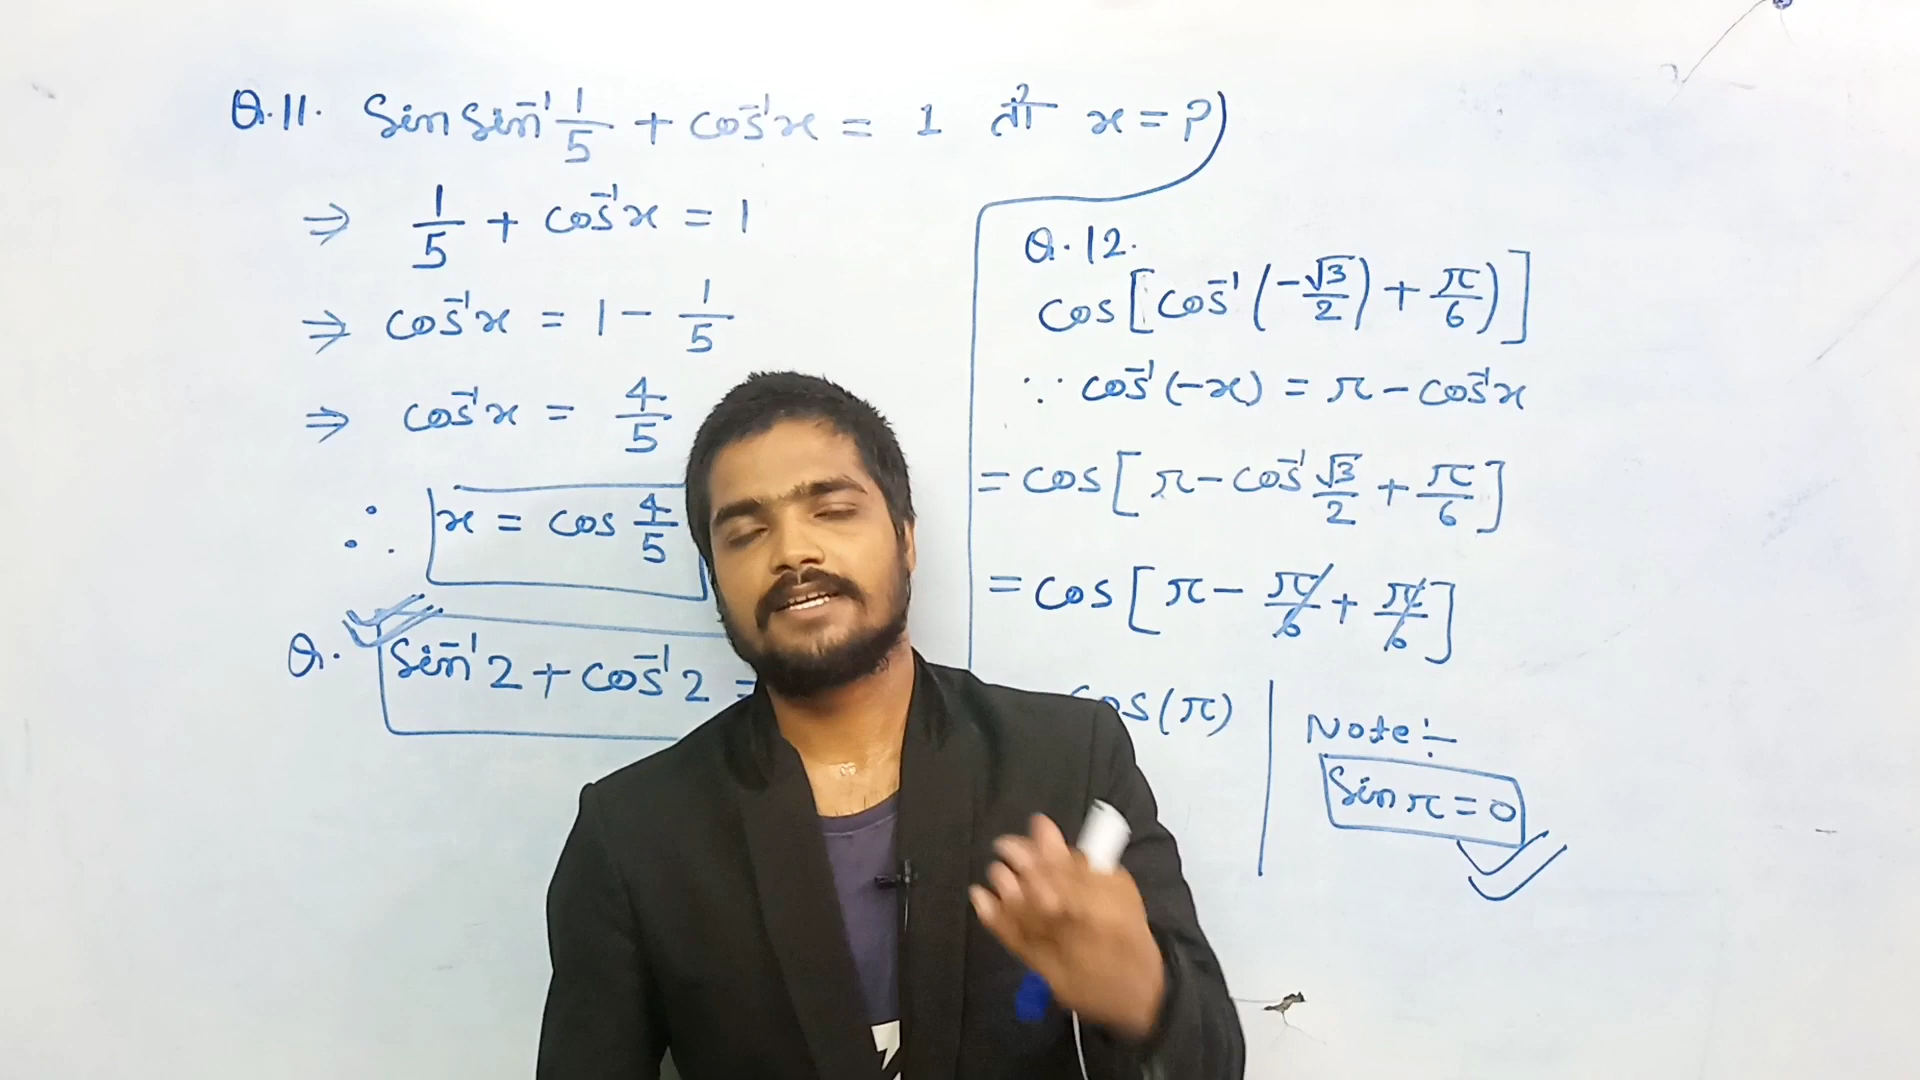 Q.11. Sin Sin⁻¹ 1/5 + cos⁻¹x = 1 तो x = ?
⇒ 1/5 + cos⁻¹x = 1
⇒ cos⁻¹x = 1 - 1/5
⇒ cos⁻¹x = 4/5
∴ x = cos 4/5
Q. Sin⁻¹2 + cos⁻¹2 =
Q.12.
cos[cos⁻¹(-√3/2) + π/6)]
∵ cos⁻¹(-x) = π - cos⁻¹x
= cos[π - cos⁻¹ √3/2 + π/6]
= cos[π - π/6 + π/6]
cos(π)
Note :-
Sin π = 0